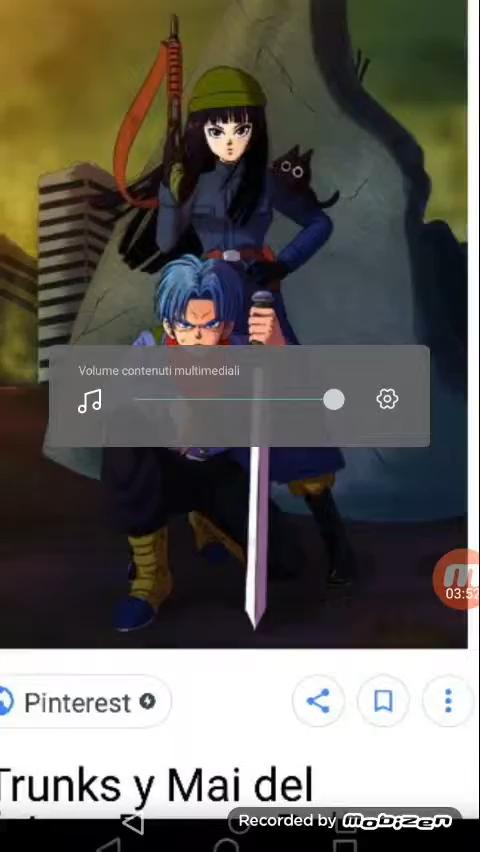 Volume contenuti multimediali
03:52
Pinterest
Trunks y Mai del
Recorded by mobizen